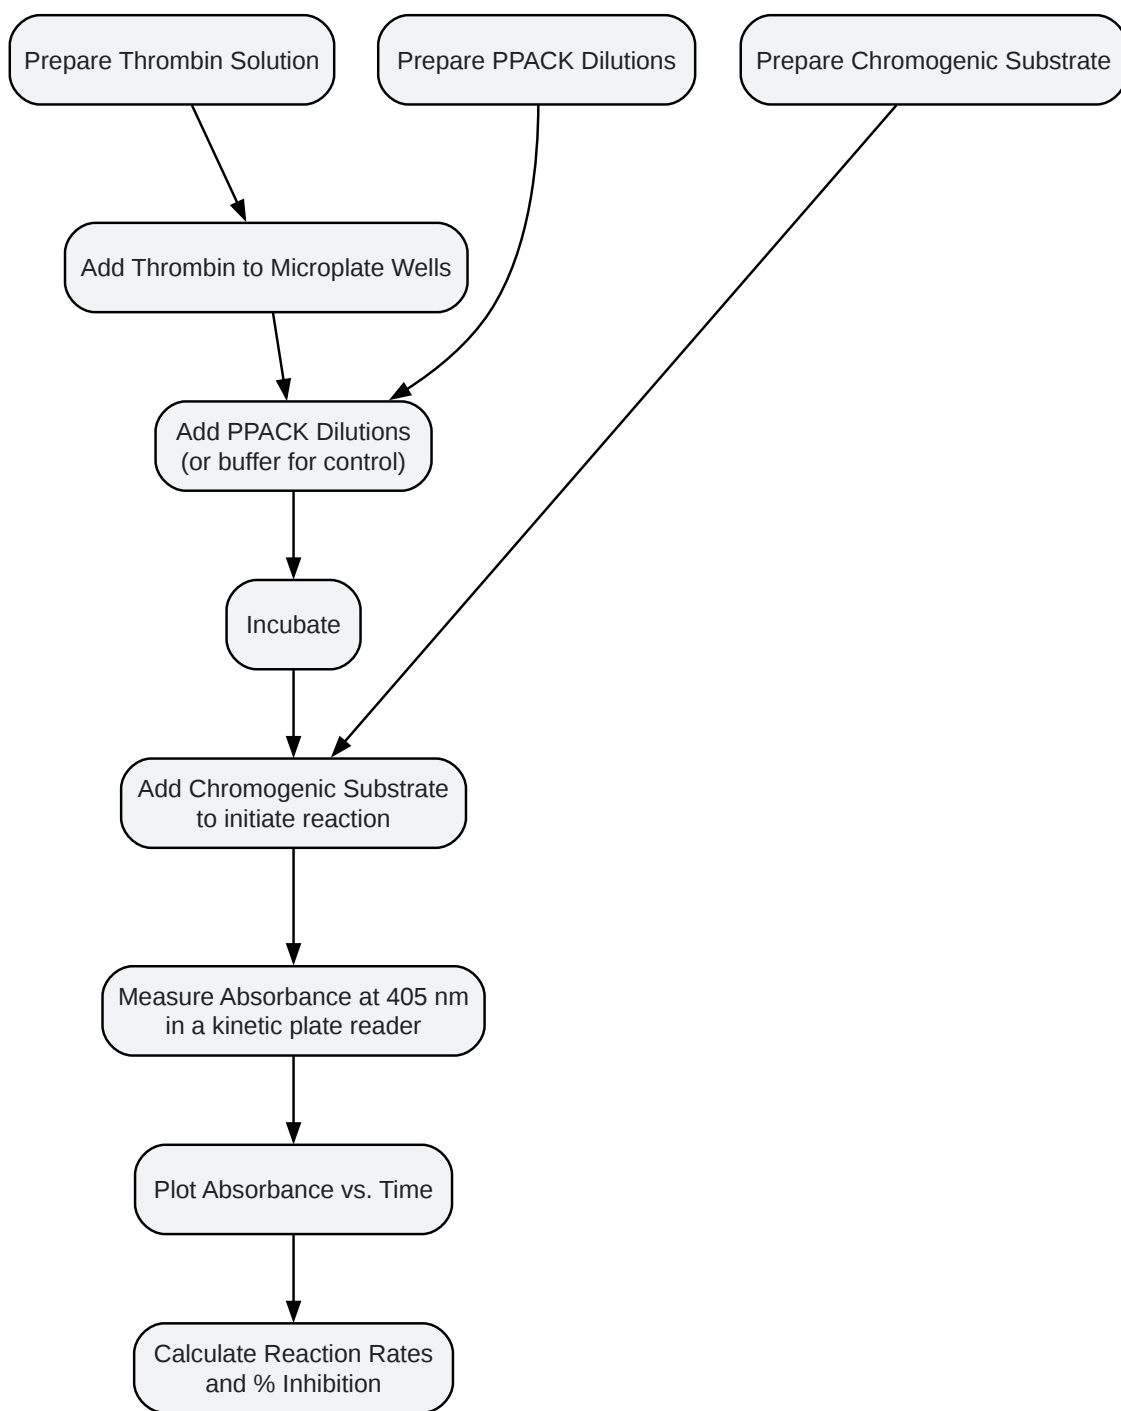 Prepare Thrombin Solution
Prepare PPACK Dilutions
Prepare Chromogenic Substrate
Add Thrombin to Microplate Wells
Add PPACK Dilutions
(or buffer for control)
Incubate
Add Chromogenic Substrate
to initiate reaction
Measure Absorbance at 405 nm
in a kinetic plate reader
Plot Absorbance vs. Time
Calculate Reaction Rates
and % Inhibition